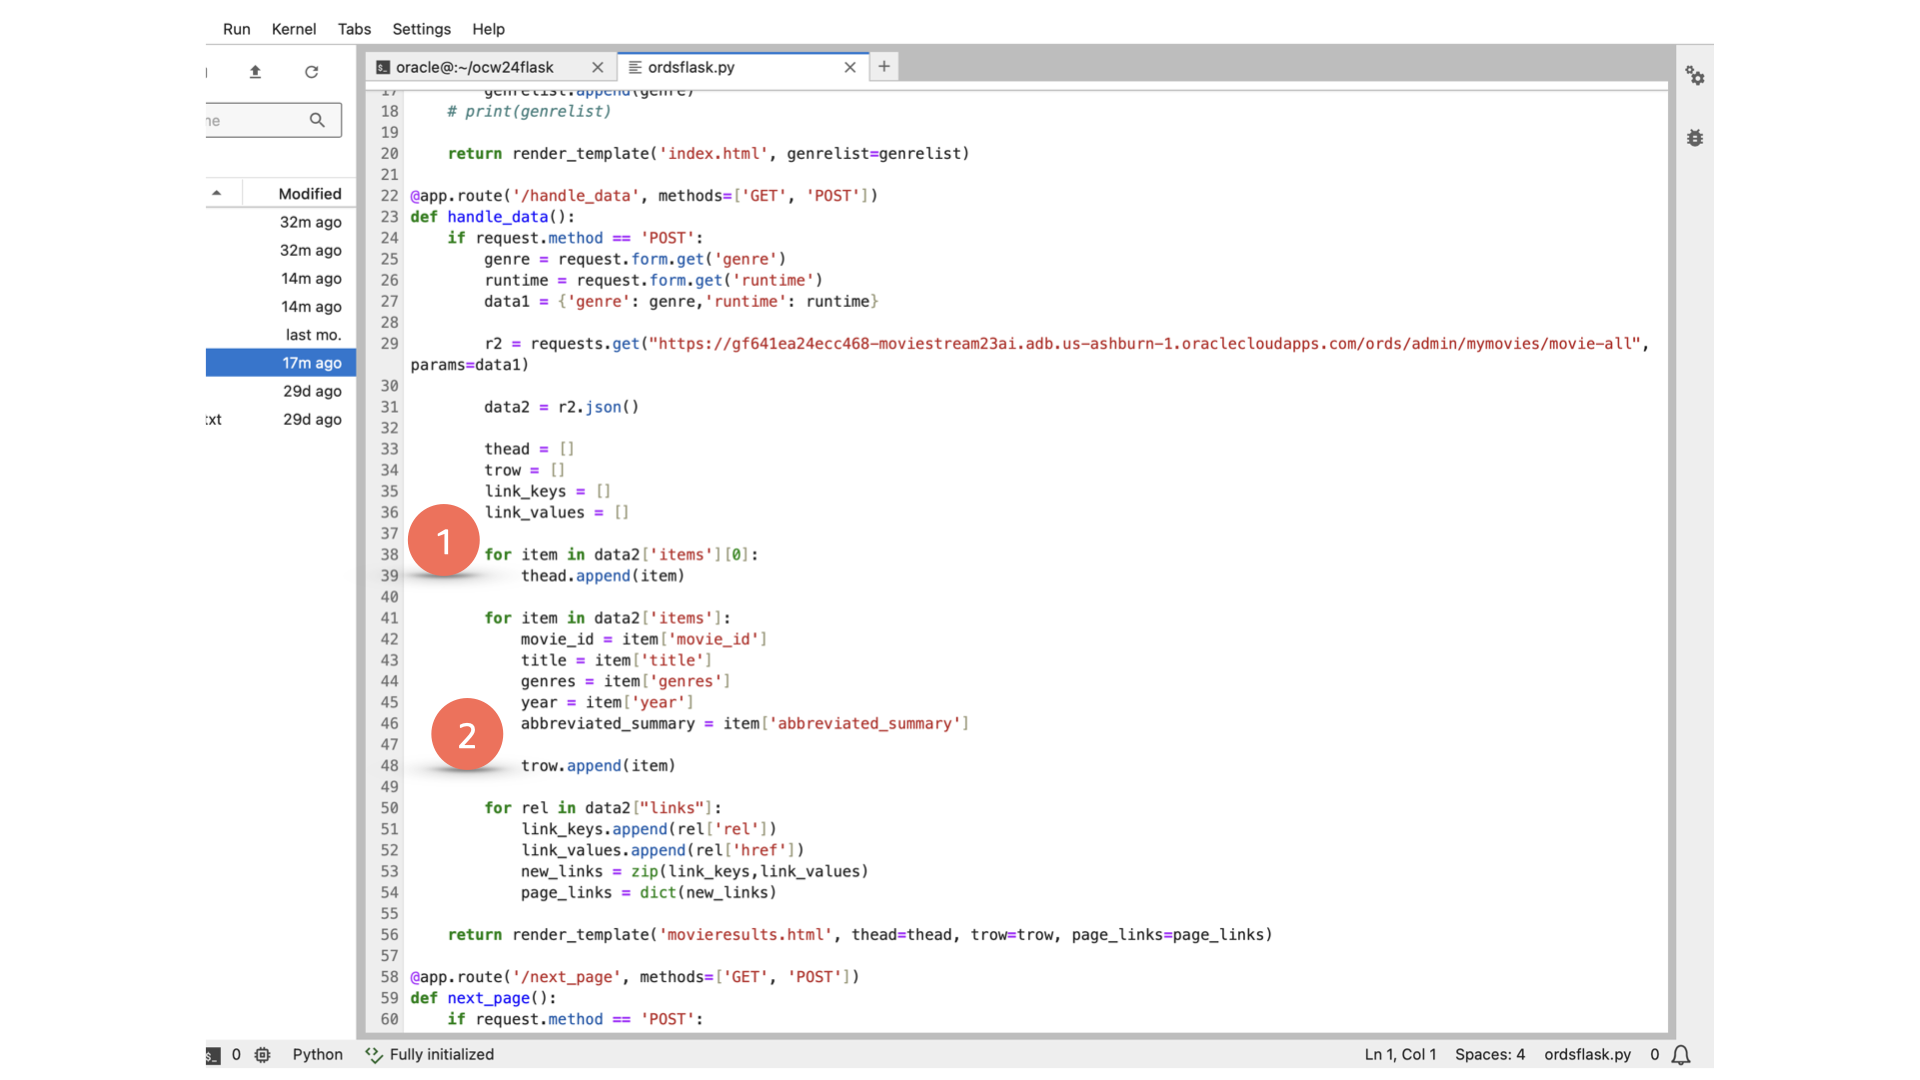 Run Kernel Tabs Settings Help
oracle@:~/ocw24flask
ordsflask.py
Modified
32m ago
32m ago
14m ago
14m ago
last mo.
17m ago
29d ago
txt 29d ago
17 genrelist.append(genre)
18 # print(genrelist)
19
20 return render_template('index.html', genrelist=genrelist)
21
22 @app.route('/handle_data', methods=['GET', 'POST'])
23 def handle_data():
24 if request.method == 'POST':
25 genre = request.form.get('genre')
26 runtime = request.form.get('runtime')
27 data1 = {'genre': genre,'runtime': runtime}
28
29 r2 = requests.get("https://gf641ea24ecc468-moviestream23ai.adb.us-ashburn-1.oraclecloudapps.com/ords/admin/mymovies/movie-all",
params=data1)
30
31 data2 = r2.json()
32
33 thead = []
34 trow = []
35 link_keys = []
36 link_values = []
37
1
38 for item in data2['items'][0]:
39 thead.append(item)
40
41 for item in data2['items']:
42 movie_id = item['movie_id']
43 title = item['title']
44 genres = item['genres']
45 year = item['year']
46 abbreviated_summary = item['abbreviated_summary']
2
47
48 trow.append(item)
49
50 for rel in data2["links"]:
51 link_keys.append(rel['rel'])
52 link_values.append(rel['href'])
53 new_links = zip(link_keys,link_values)
54 page_links = dict(new_links)
55
56 return render_template('movieresults.html', thead=thead, trow=trow, page_links=page_links)
57
58 @app.route('/next_page', methods=['GET', 'POST'])
59 def next_page():
60 if request.method == 'POST':
0 Python Fully initialized Ln 1, Col 1 Spaces: 4 ordsflask.py 0